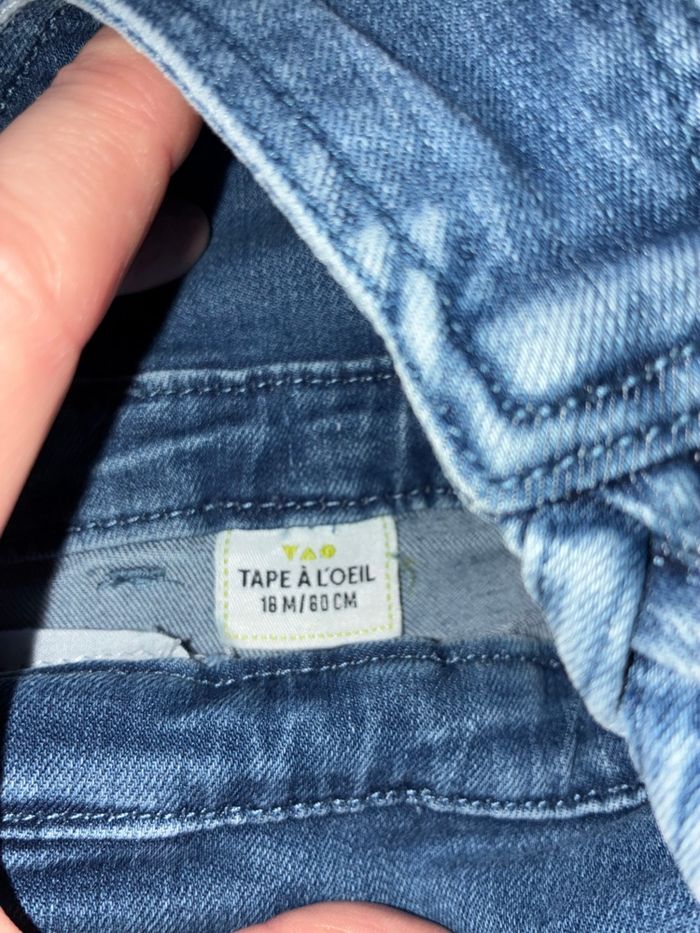 TAO
TAPE À L'OEIL
18 M/80 CM